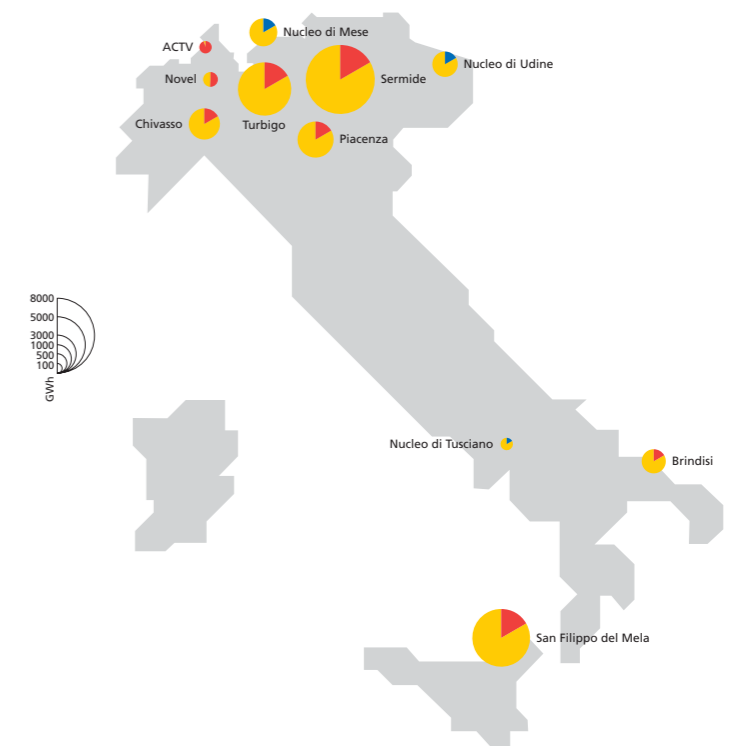 Nucleo di Mese
ACTV
Nucleo di Udine
Novel
Sermide
Chivasso
Turbigo
Piacenza
8000
5000
3000
1000
500
100
GWh
Nucleo di Tusciano
Brindisi
San Filippo del Mela